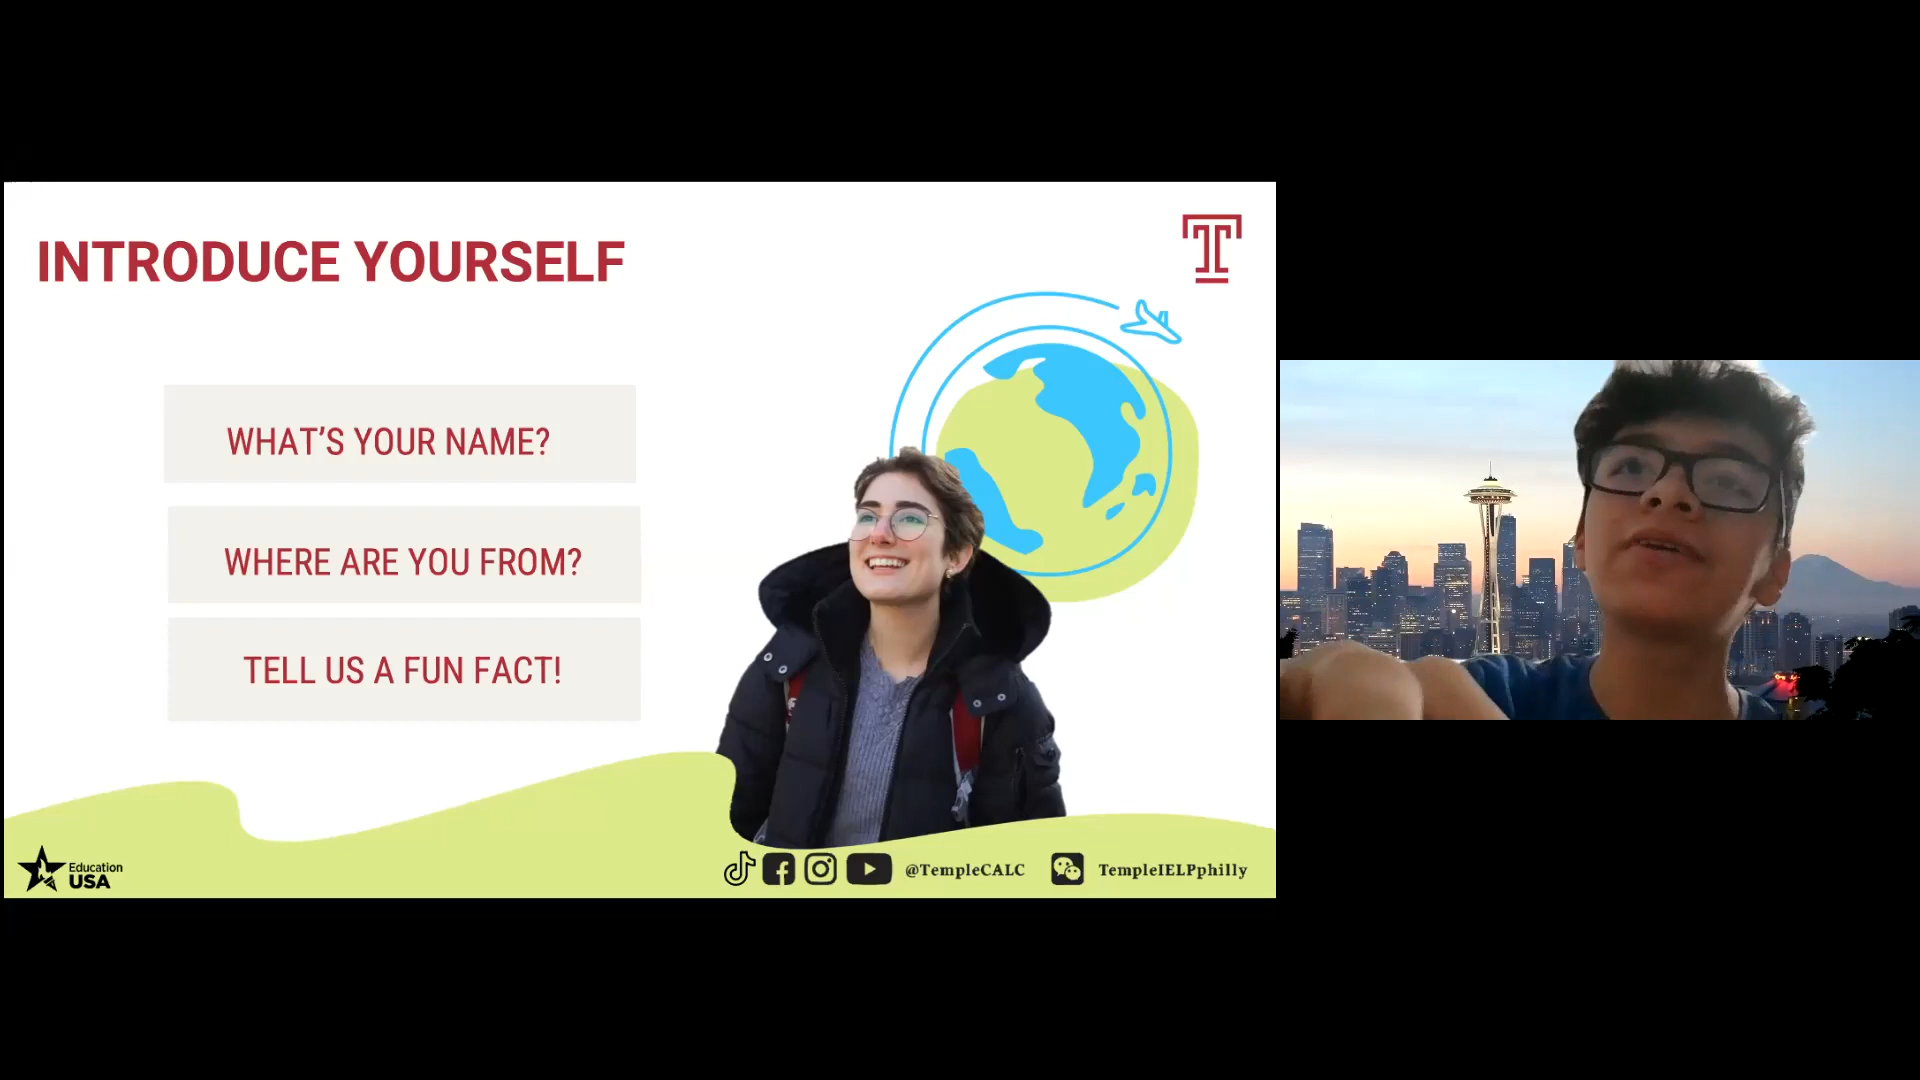 INTRODUCE YOURSELF
WHAT'S YOUR NAME?
WHERE ARE YOU FROM?
TELL US A FUN FACT!
Education
USA
@TempleCALC
TempleIELPphilly